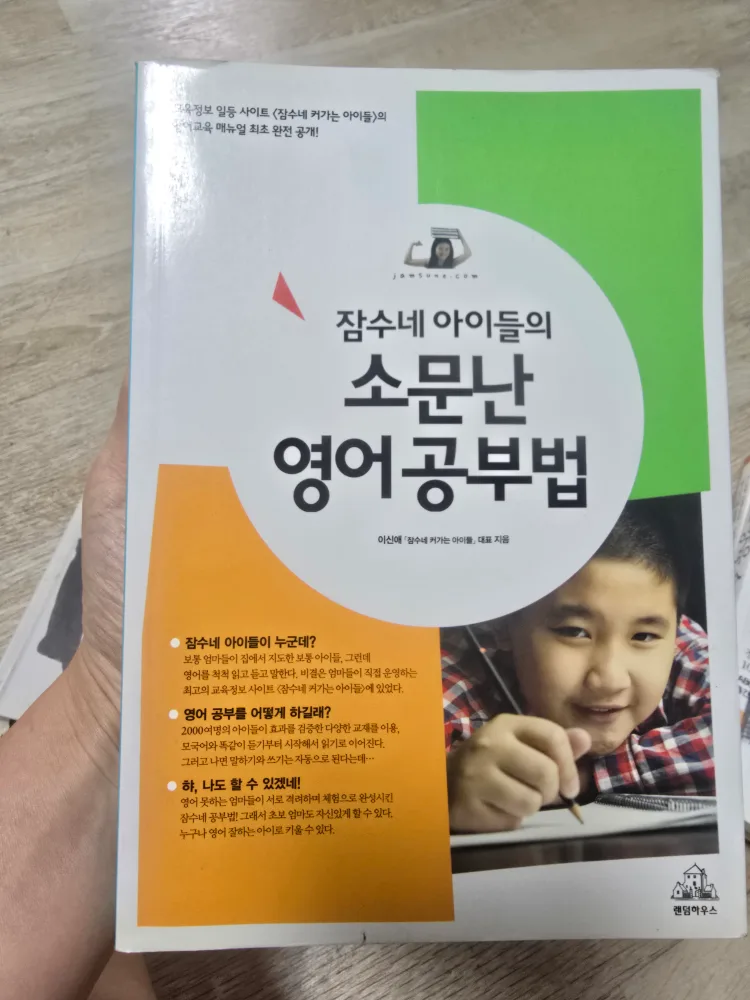 교육정보 일등 사이트 〈잠수네 커가는 아이들〉의
영어교육 매뉴얼 최초 완전 공개!
jamsune.com
잠수네 아이들의
소문난
영어 공부법
이신애 「잠수네 커가는 아이들」 대표 지음
잠수네 아이들이 누군데?
보통 엄마들이 집에서 지도한 보통 아이들, 그런데
영어를 척척 읽고 듣고 말한다. 비결은 엄마들이 직접 운영하는
최고의 교육정보 사이트 〈잠수네 커가는 아이들〉에 있었다.
영어 공부를 어떻게 하길래?
2000여명의 아이들이 효과를 검증한 다양한 교재를 이용,
모국어와 똑같이 듣기부터 시작해서 읽기로 이어진다.
그러고 나면 말하기와 쓰기는 자동으로 된다는데…
햐, 나도 할 수 있겠네!
영어 못하는 엄마들이 서로 격려하며 체험으로 완성시킨
잠수네 공부법! 그래서 초보 엄마도 자신있게 할 수 있다.
누구나 영어 잘하는 아이로 키울 수 있다.
랜덤하우스